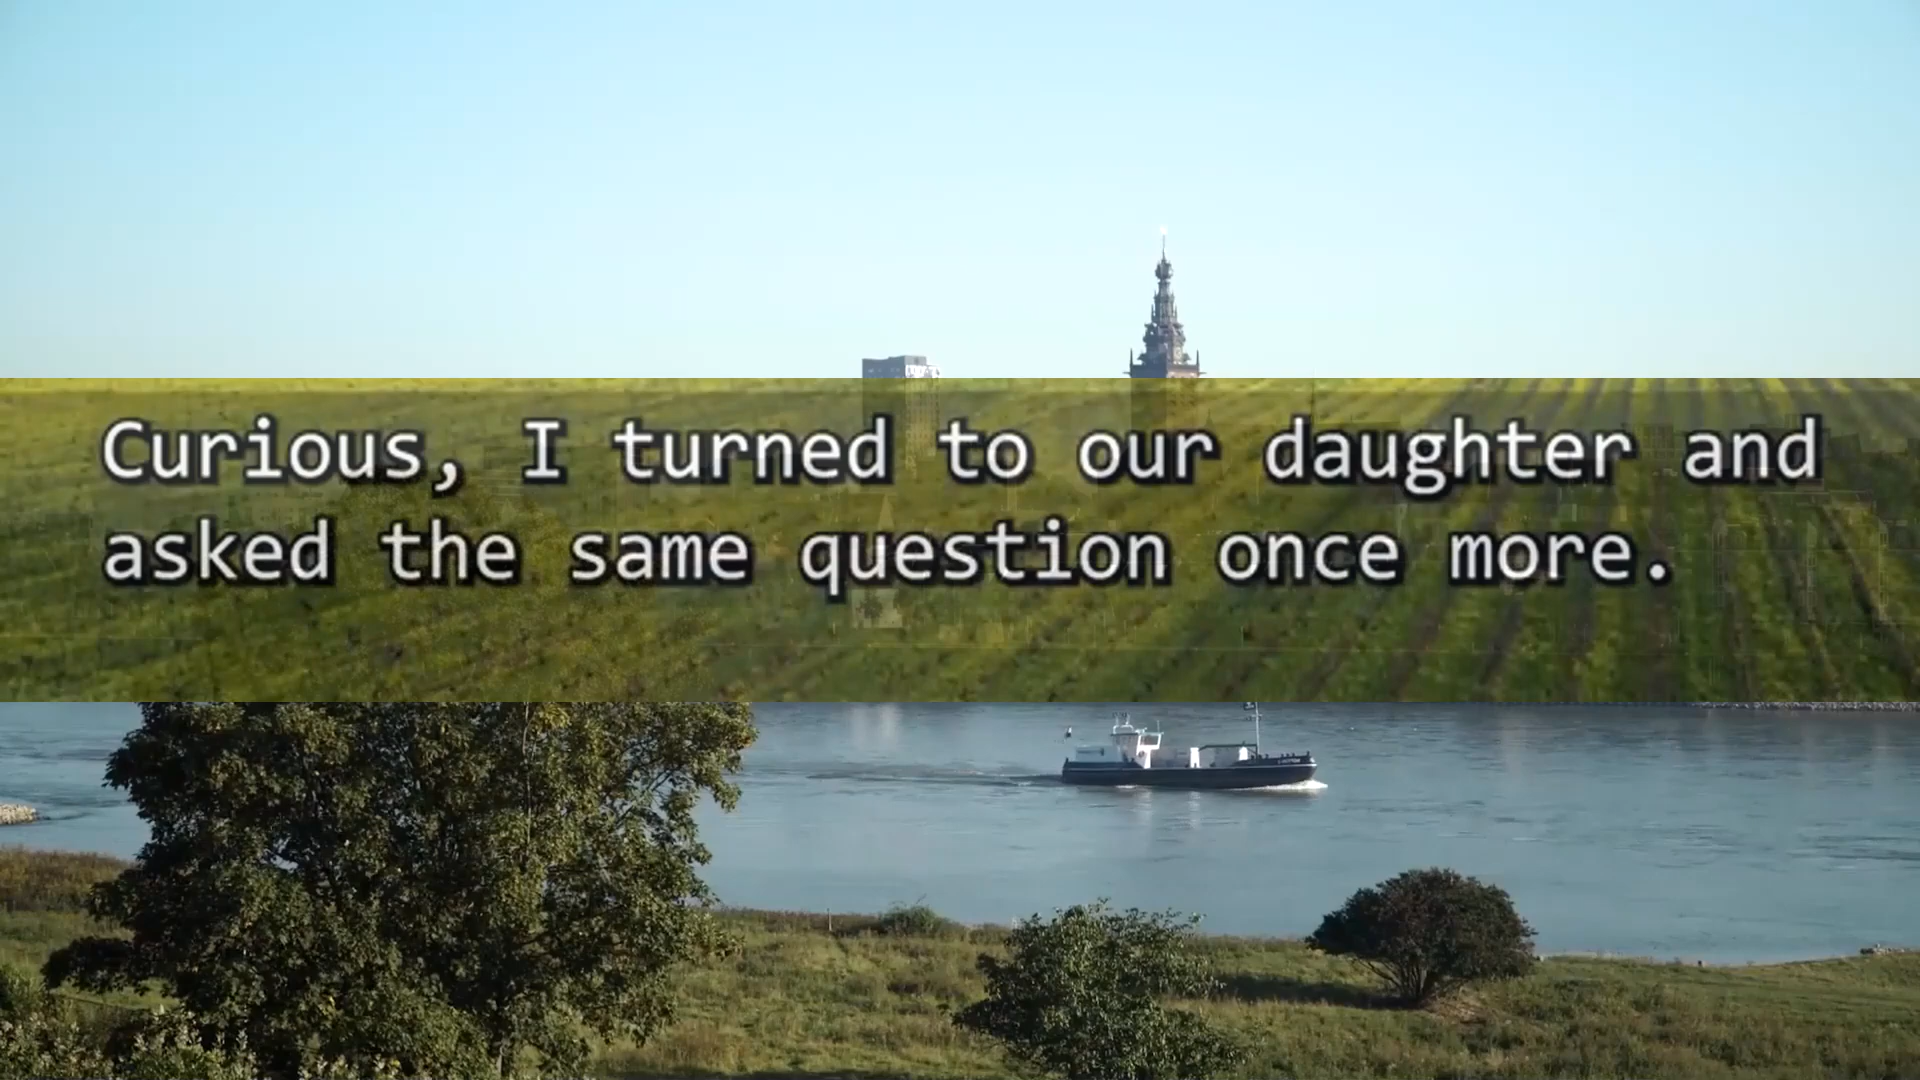 Curious, I turned to our daughter and
asked the same question once more.